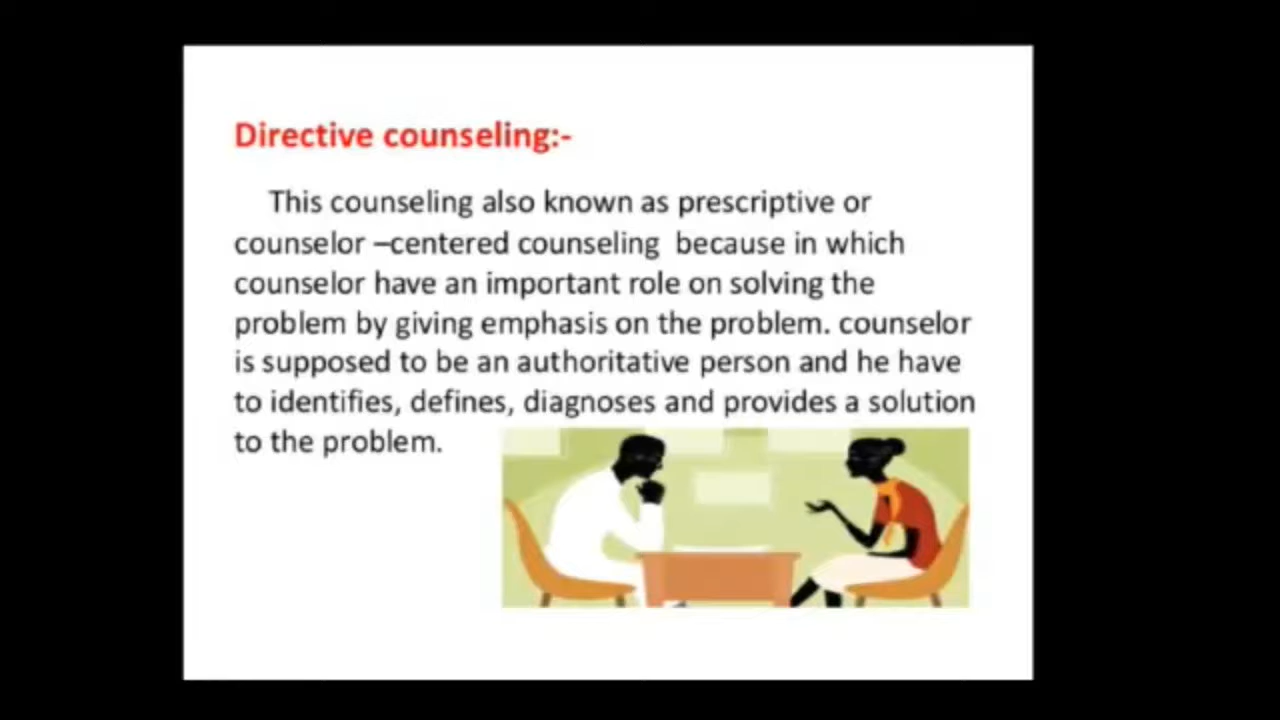 Directive counseling:-
This counseling also known as prescriptive or
counselor –centered counseling  because in which
counselor have an important role on solving the
problem by giving emphasis on the problem. counselor
is supposed to be an authoritative person and he have
to identifies, defines, diagnoses and provides a solution
to the problem.